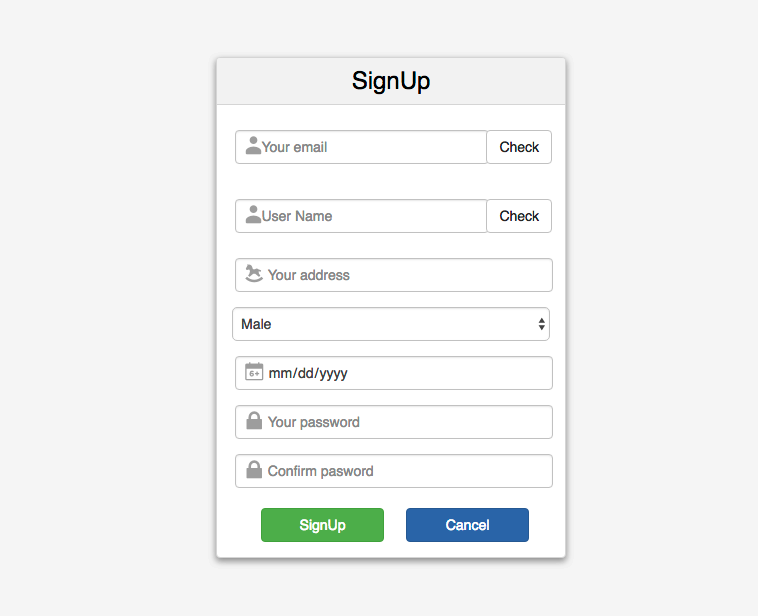 SignUp
Your email Check
User Name Check
Your address
Male
6+ mm/dd/yyyy
Your password
Confirm pasword
SignUp Cancel